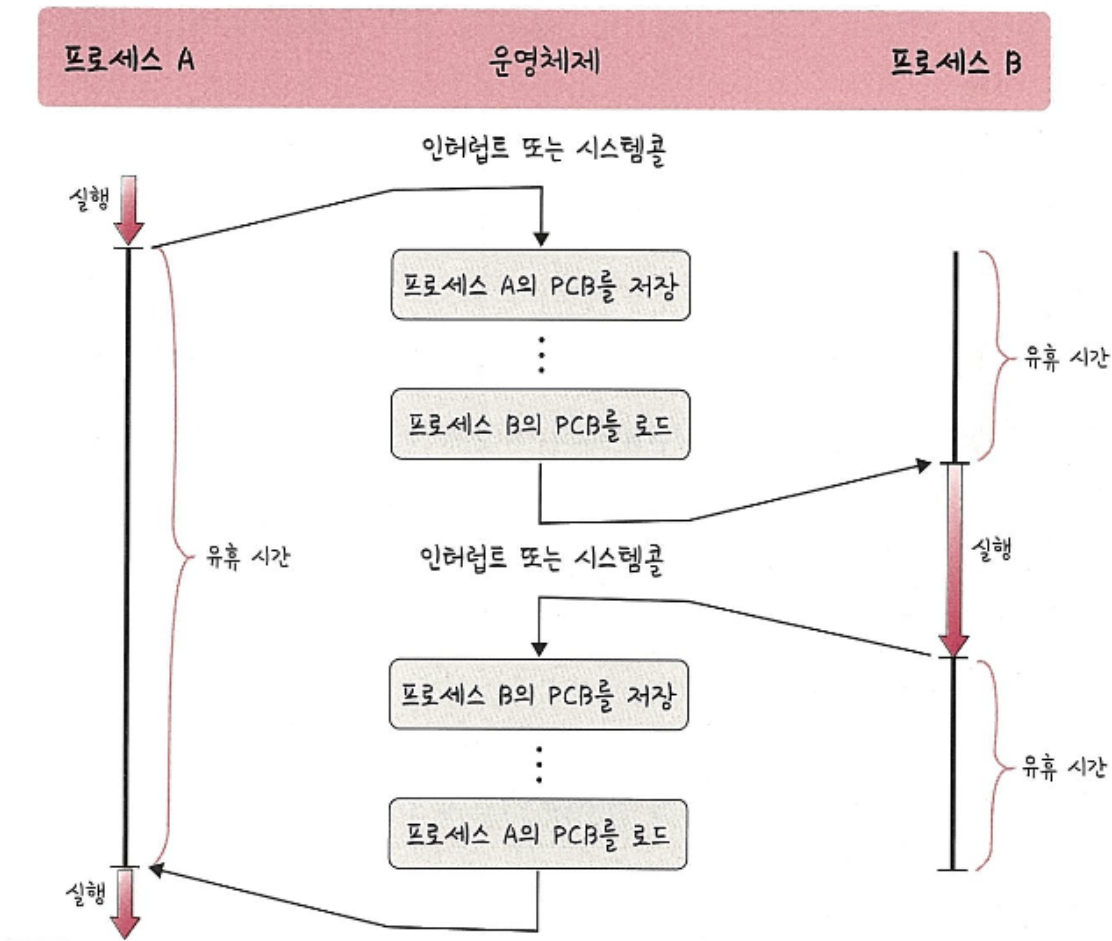 프로세스 A 운영체제 프로세스 B
인터럽트 또는 시스템콜
실행
프로세스 A의 PCB를 저장
유휴 시간
프로세스 B의 PCB를 로드
유휴 시간
인터럽트 또는 시스템콜
실행
프로세스 B의 PCB를 저장
유휴 시간
프로세스 A의 PCB를 로드
실행